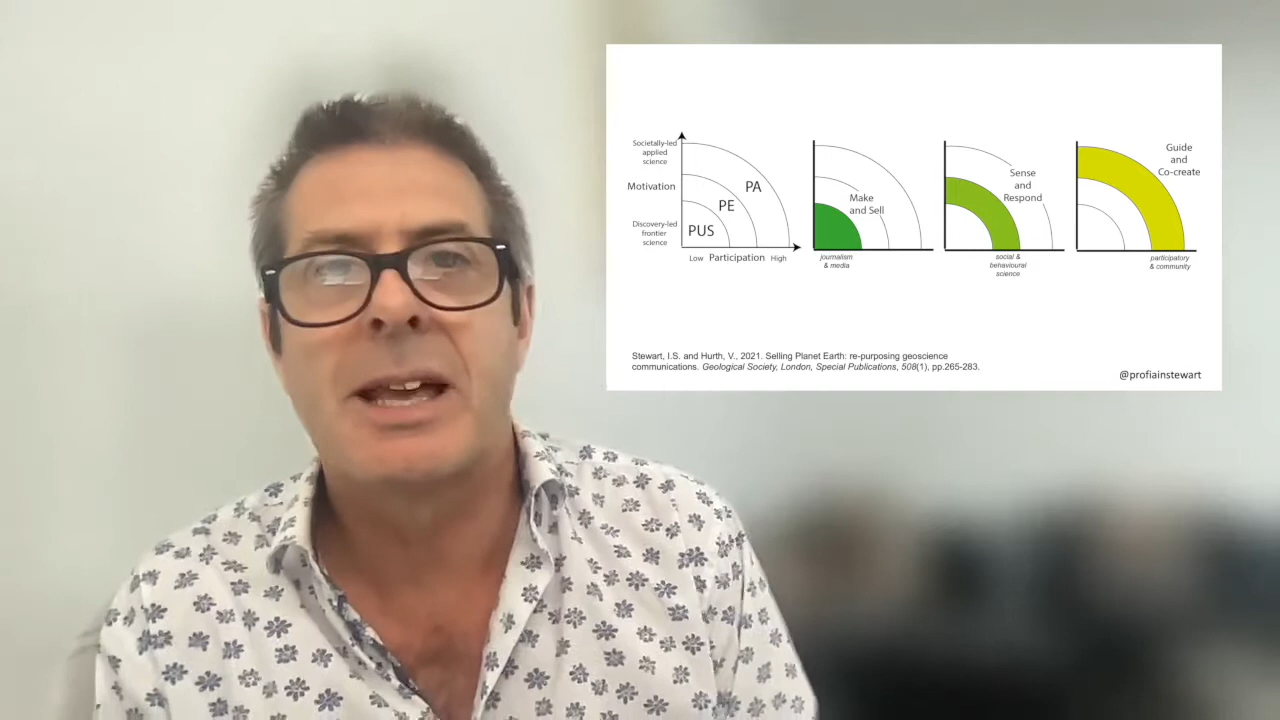 Societally-led
applied
science
Motivation
Discovery-led
frontier
science
PA
PE
PUS
Low Participation High
Make
and Sell
journalism
& media
Sense
and
Respond
social &
behavioural
science
Guide
and
Co-create
participatory
& community
Stewart, I.S. and Hurth, V., 2021. Selling Planet Earth: re-purposing geoscience
communications. Geological Society, London, Special Publications, 508(1), pp.265-283.
@profiainstewart